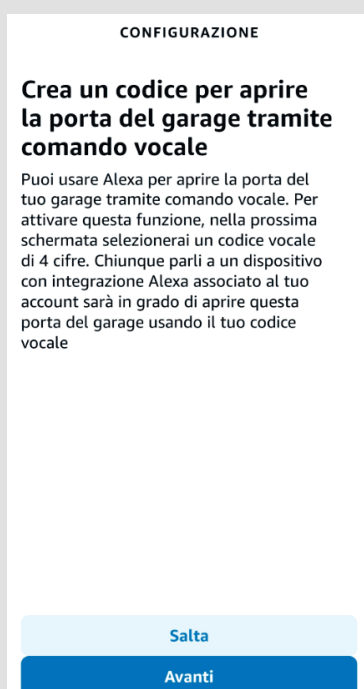 CONFIGURAZIONE
Crea un codice per aprire
la porta del garage tramite
comando vocale
Puoi usare Alexa per aprire la porta del
tuo garage tramite comando vocale. Per
attivare questa funzione, nella prossima
schermata selezionerai un codice vocale
di 4 cifre. Chiunque parli a un dispositivo
con integrazione Alexa associato al tuo
account sarà in grado di aprire questa
porta del garage usando il tuo codice
vocale
Salta
Avanti